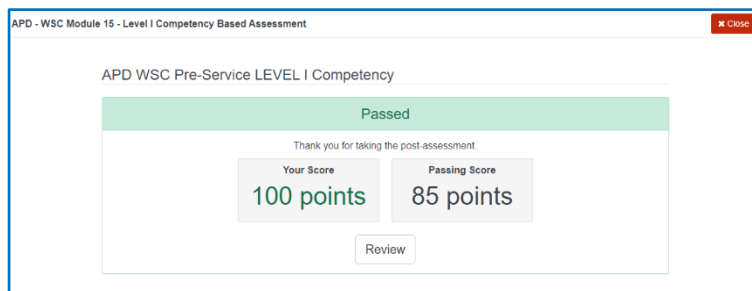 APD - WSC Module 15 - Level I Competency Based Assessment
✖ Close
APD WSC Pre-Service LEVEL I Competency
Passed
Thank you for taking the post-assessment
Your Score
100 points
Passing Score
85 points
Review